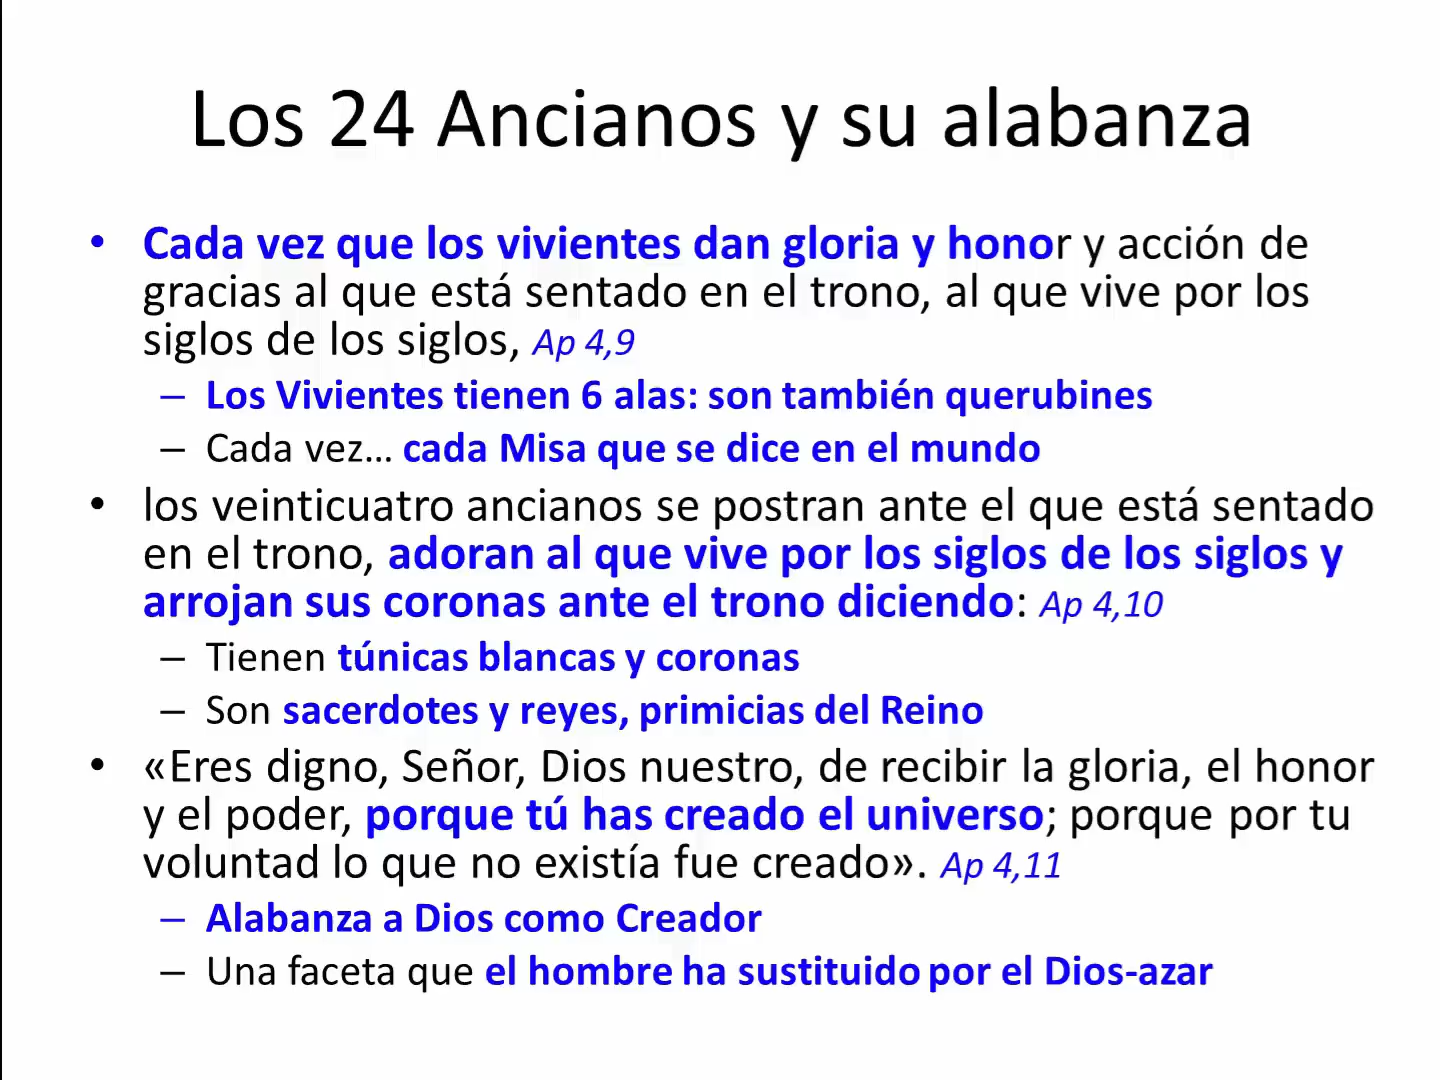 Los 24 Ancianos y su alabanza
• Cada vez que los vivientes dan gloria y honor y acción de
gracias al que está sentado en el trono, al que vive por los
siglos de los siglos, Ap 4,9
– Los Vivientes tienen 6 alas: son también querubines
– Cada vez... cada Misa que se dice en el mundo
• los veinticuatro ancianos se postran ante el que está sentado
en el trono, adoran al que vive por los siglos de los siglos y
arrojan sus coronas ante el trono diciendo: Ap 4,10
– Tienen túnicas blancas y coronas
– Son sacerdotes y reyes, primicias del Reino
• «Eres digno, Señor, Dios nuestro, de recibir la gloria, el honor
y el poder, porque tú has creado el universo; porque por tu
voluntad lo que no existía fue creado». Ap 4,11
– Alabanza a Dios como Creador
– Una faceta que el hombre ha sustituido por el Dios-azar